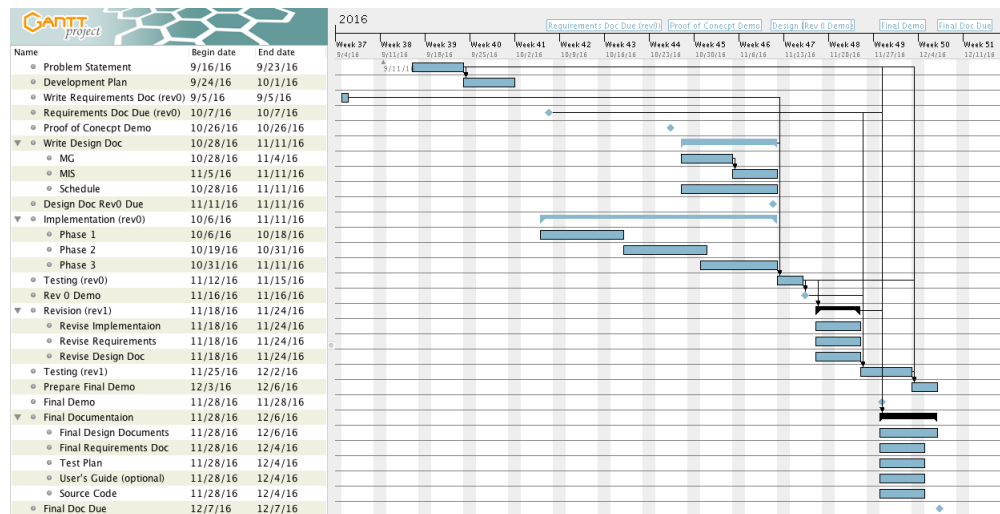 GANTT
project
2016
Requirements Doc Due (rev0)
Proof of Conecpt Demo
Design
(Rev 0 Demo)
Final Demo
Final Doc Due
Name Begin date End date
Week 37 Week 38 Week 39 Week 40 Week 41 Week 42 Week 43 Week 44 Week 45 Week 46 Week 47 Week 48 Week 49 Week 50 Week 51
9/4/16 9/11/16 9/18/16 9/25/16 10/2/16 10/9/16 10/16/16 10/23/16 10/30/16 11/6/16 11/13/16 11/20/16 11/27/16 12/4/16 12/11/16
9/11/1
Problem Statement 9/16/16 9/23/16
Development Plan 9/24/16 10/1/16
Write Requirements Doc (rev0) 9/5/16 9/5/16
Requirements Doc Due (rev0) 10/7/16 10/7/16
Proof of Conecpt Demo 10/26/16 10/26/16
Write Design Doc 10/28/16 11/11/16
MG 10/28/16 11/4/16
MIS 11/5/16 11/11/16
Schedule 10/28/16 11/11/16
Design Doc Rev0 Due 11/11/16 11/11/16
Implementation (rev0) 10/6/16 11/11/16
Phase 1 10/6/16 10/18/16
Phase 2 10/19/16 10/31/16
Phase 3 10/31/16 11/11/16
Testing (rev0) 11/12/16 11/15/16
Rev 0 Demo 11/16/16 11/16/16
Revision (rev1) 11/18/16 11/24/16
Revise Implementaion 11/18/16 11/24/16
Revise Requirements 11/18/16 11/24/16
Revise Design Doc 11/18/16 11/24/16
Testing (rev1) 11/25/16 12/2/16
Prepare Final Demo 12/3/16 12/6/16
Final Demo 11/28/16 11/28/16
Final Documentaion 11/28/16 12/6/16
Final Design Documents 11/28/16 12/6/16
Final Requirements Doc 11/28/16 12/4/16
Test Plan 11/28/16 12/4/16
User's Guide (optional) 11/28/16 12/4/16
Source Code 11/28/16 12/4/16
Final Doc Due 12/7/16 12/7/16